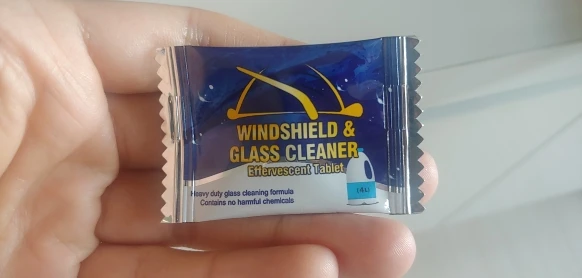 WINDSHIELD &
GLASS CLEANER
Effervescent Tablet
Heavy duty glass cleaning formula
Contains no harmful chemicals